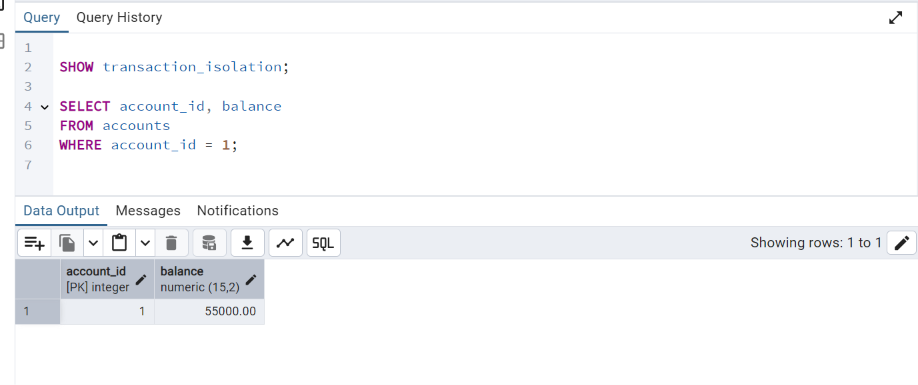 Query Query History
1
2 SHOW transaction_isolation;
3
4 SELECT account_id, balance
5 FROM accounts
6 WHERE account_id = 1;
7
Data Output Messages Notifications
SQL Showing rows: 1 to 1
account_id balance
[PK] integer numeric (15,2)
1 1 55000.00